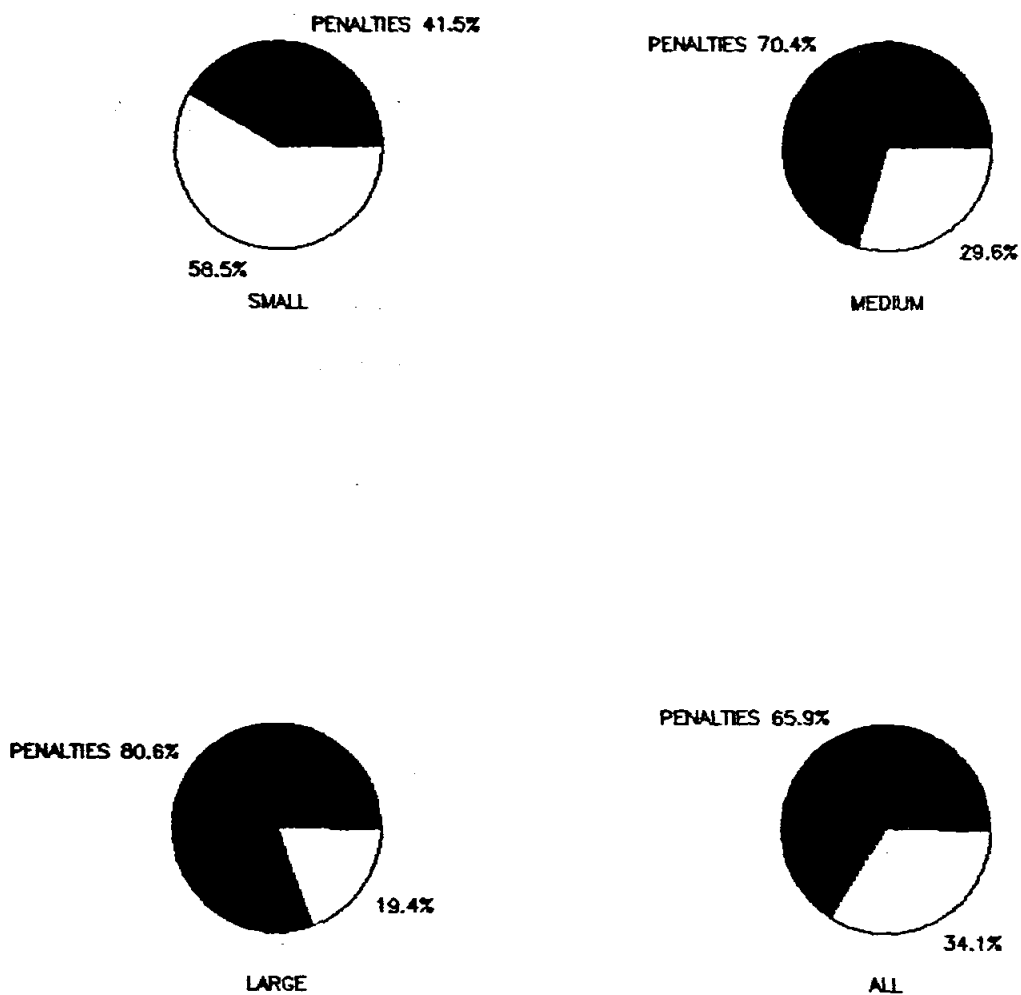 PENALTIES 41.5%
58.5%
SMALL
PENALTIES 70.4%
29.6%
MEDIUM
PENALTIES 80.6%
19.4%
LARGE
PENALTIES 65.9%
34.1%
ALL